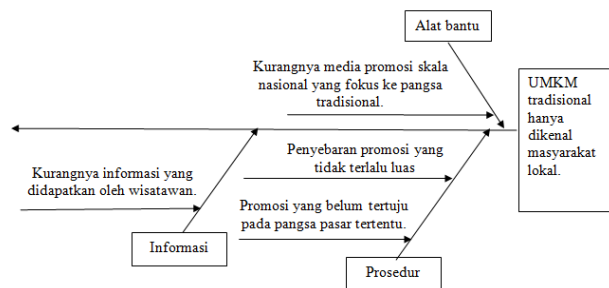 Alat bantu
Kurangnya media promosi skala
nasional yang fokus ke pangsa
tradisional.
UMKM
tradisional
hanya
dikenal
masyarakat
lokal.
Penyebaran promosi yang
tidak terlalu luas
Kurangnya informasi yang
didapatkan oleh wisatawan.
Promosi yang belum tertuju
pada pangsa pasar tertentu.
Informasi
Prosedur